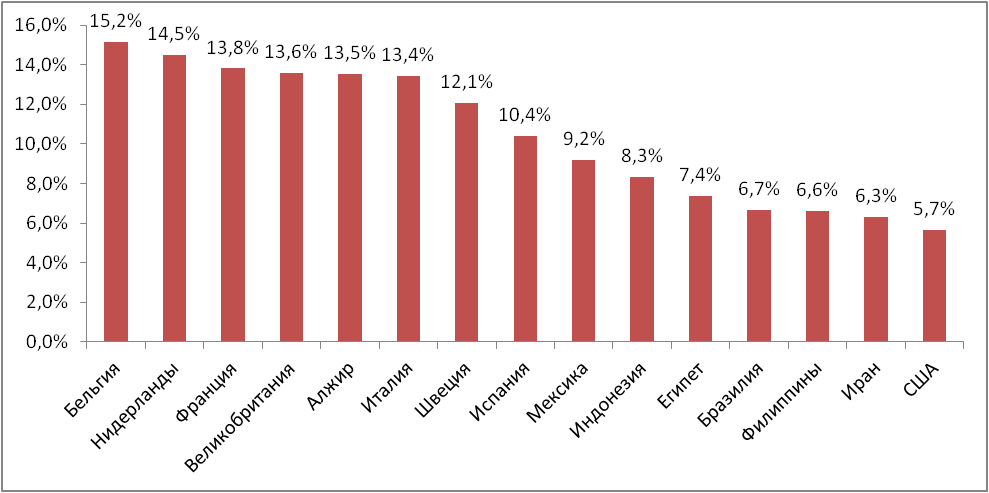 16,0%
14,0%
12,0%
10,0%
8,0%
6,0%
4,0%
2,0%
0,0%
15,2%
14,5%
13,8%
13,6%
13,5%
13,4%
12,1%
10,4%
9,2%
8,3%
7,4%
6,7%
6,6%
6,3%
5,7%
Бельгия
Нидерланды
Франция
Великобритания
Алжир
Италия
Швеция
Испания
Мексика
Индонезия
Египет
Бразилия
Филиппины
Иран
США